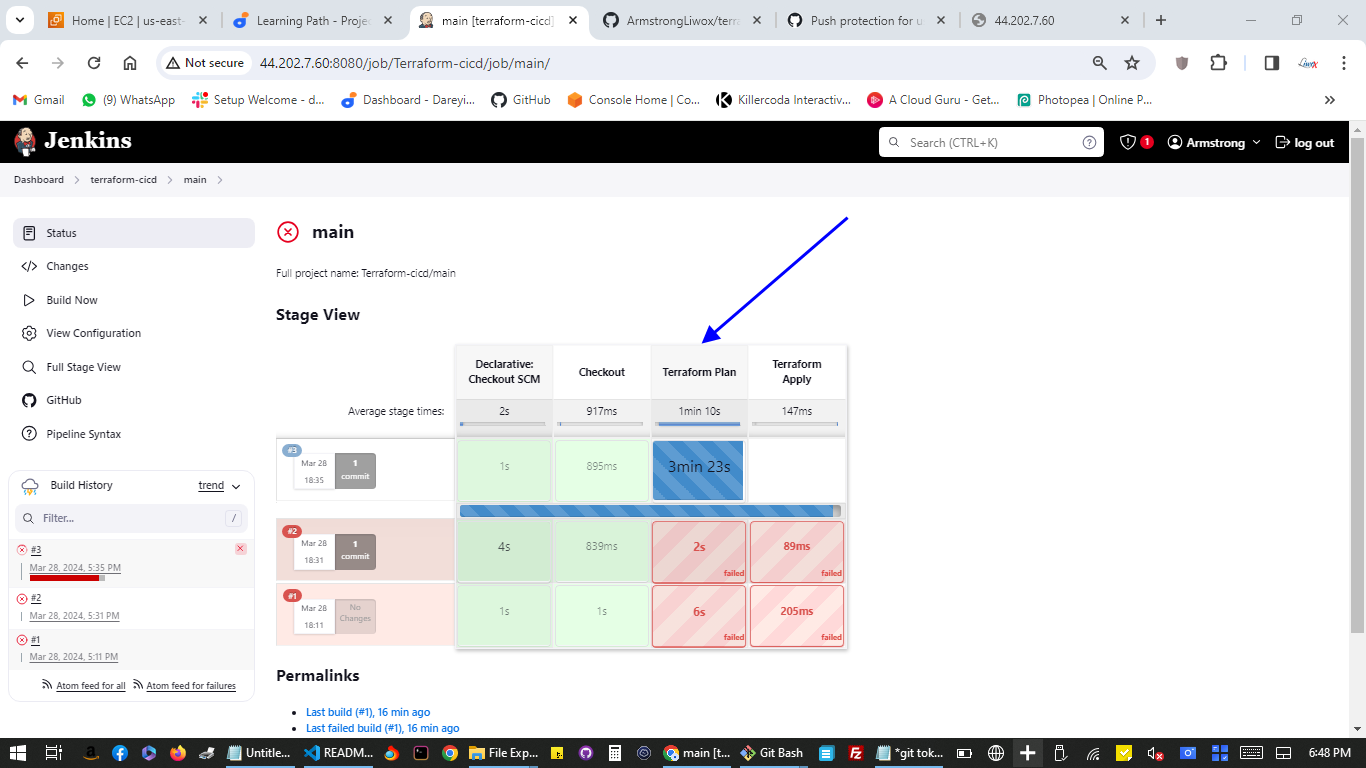 Home | EC2 | us-east-
Learning Path - Projec
main [terraform-cicd]
ArmstrongLiwox/terra
Push protection for u
44.202.7.60
Not secure
44.202.7.60:8080/job/Terraform-cicd/job/main/
Gmail
(9) WhatsApp
Setup Welcome - d...
Dashboard - Dareyi...
GitHub
Console Home | Co...
Killercoda Interactiv...
A Cloud Guru - Get...
Photopea | Online P...
Jenkins
Search (CTRL+K)
1
Armstrong
log out
Dashboard
terraform-cicd
main
Status
Changes
Build Now
View Configuration
Full Stage View
GitHub
Pipeline Syntax
Build History
trend
Filter...
/
#3
Mar 28, 2024, 5:35 PM
#2
Mar 28, 2024, 5:31 PM
#1
Mar 28, 2024, 5:11 PM
Atom feed for all
Atom feed for failures
main
Full project name: Terraform-cicd/main
Stage View
Declarative:
Checkout SCM
Checkout
Terraform Plan
Terraform
Apply
Average stage times:
2s
917ms
1min 10s
147ms
#3
Mar 28
18:35
1
commit
1s
895ms
3min 23s
#2
Mar 28
18:31
1
commit
4s
839ms
2s
failed
89ms
failed
#1
Mar 28
18:11
No
Changes
1s
1s
6s
failed
205ms
failed
Permalinks
Last build (#1), 16 min ago
Last failed build (#1), 16 min ago
Untitle...
READM...
File Exp...
main [t...
Git Bash
*git tok...
6:48 PM